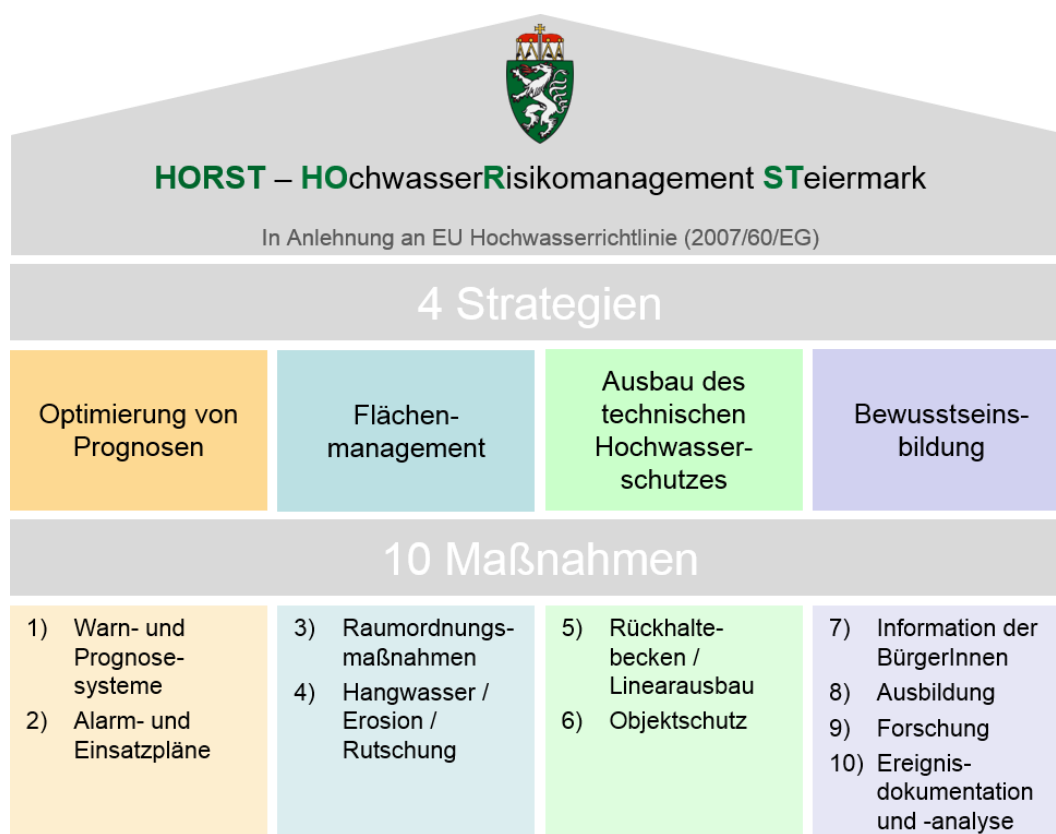 HORST – HOchwasserRisikomanagement STeiermark
In Anlehnung an EU Hochwasserrichtlinie (2007/60/EG)
4 Strategien
Optimierung von
Prognosen
Flächen-
management
Ausbau des
technischen
Hochwasser-
schutzes
Bewusstseins-
bildung
10 Maßnahmen
1) Warn- und
Prognose-
systeme
2) Alarm- und
Einsatzpläne
3) Raumordnungs-
maßnahmen
4) Hangwasser /
Erosion /
Rutschung
5) Rückhalte-
becken /
Linearausbau
6) Objektschutz
7) Information der
BürgerInnen
8) Ausbildung
9) Forschung
10) Ereignis-
dokumentation
und -analyse